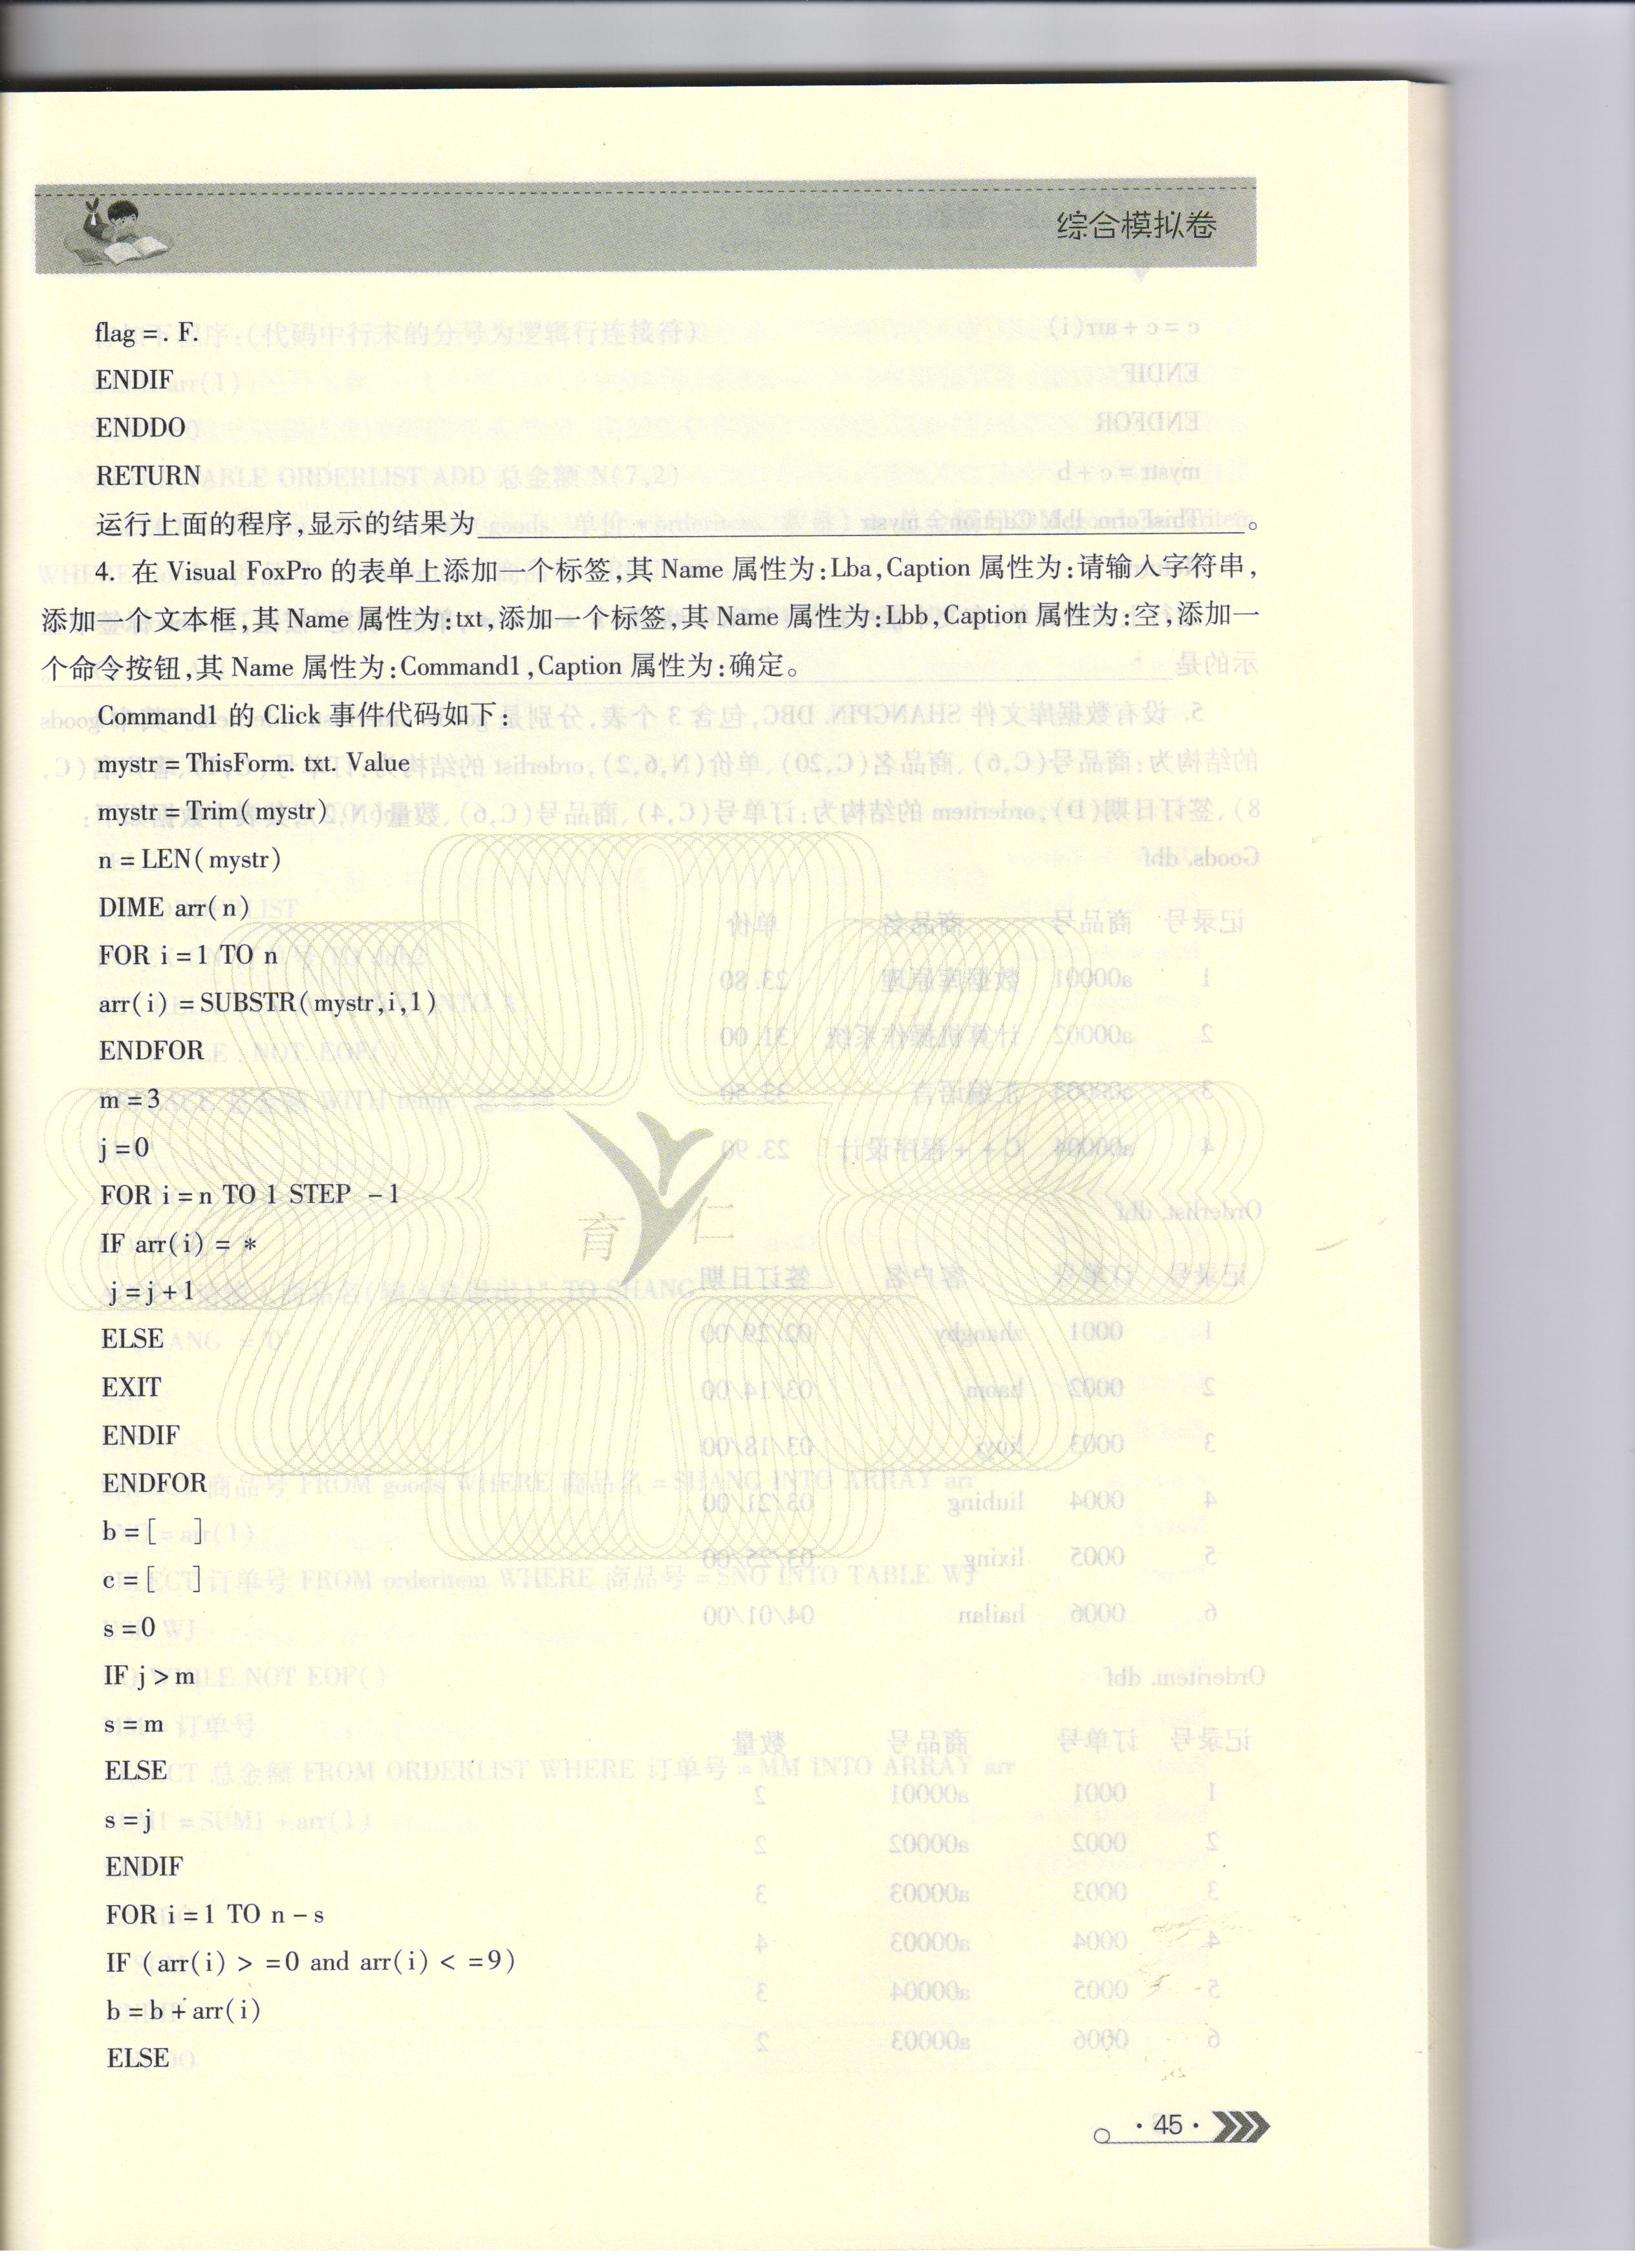 综合模拟卷
flag =. F.
ENDIF
ENDDO
RETURN
运行上面的程序,显示的结果为。
4. 在 Visual FoxPro 的表单上添加一个标签,其 Name 属性为:Lba,Caption 属性为:请输入字符串,
添加一个文本框,其 Name 属性为:txt,添加一个标签,其 Name 属性为:Lbb,Caption 属性为:空,添加一
个命令按钮,其 Name 属性为:Command1,Caption 属性为:确定。
Command1 的 Click 事件代码如下:
mystr = ThisForm. txt. Value
mystr = Trim(mystr)
n = LEN(mystr)
DIME arr(n)
FOR i = 1 TO n
arr(i) = SUBSTR(mystr,i,1)
ENDFOR
m = 3
j = 0
FOR i = n TO 1 STEP -1
IF arr(i) = *
j = j + 1
ELSE
EXIT
ENDIF
ENDFOR
b = [ ]
c = [ ]
s = 0
IF j > m
s = m
ELSE
s = j
ENDIF
FOR i = 1 TO n - s
IF (arr(i) > =0 and arr(i) < =9)
b = b + arr(i)
ELSE
育 仁
· 45 ·